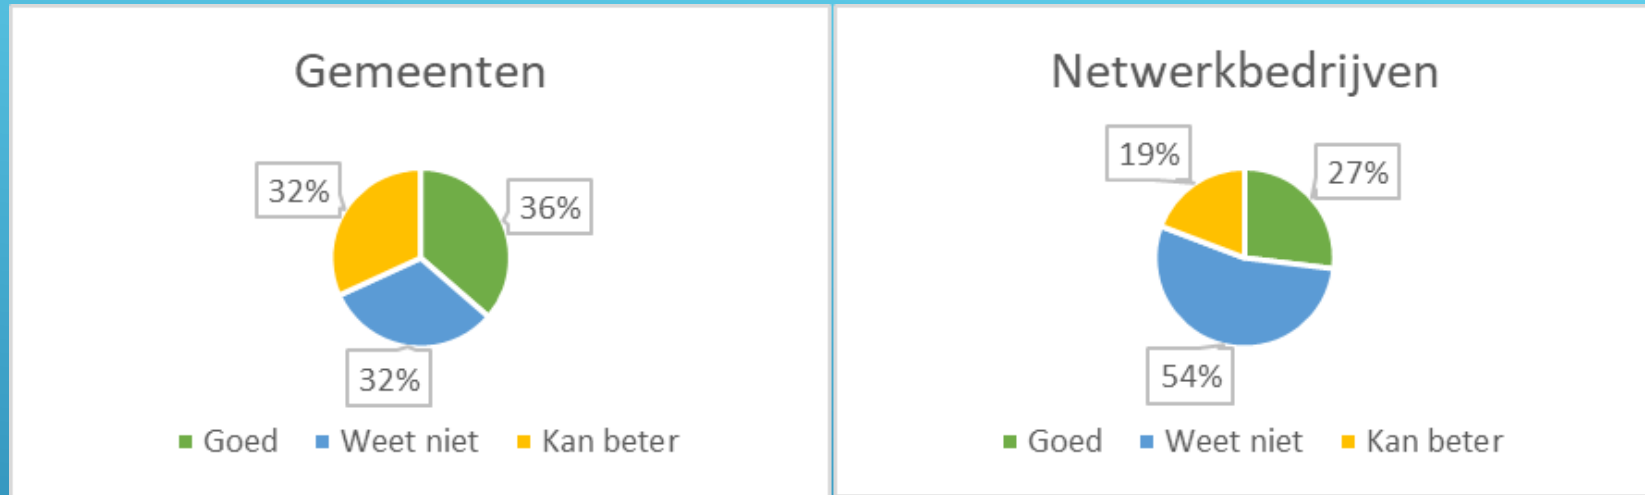 Gemeenten
32%
36%
32%
Goed
Weet niet
Kan beter
Netwerkbedrijven
19%
27%
54%
Goed
Weet niet
Kan beter